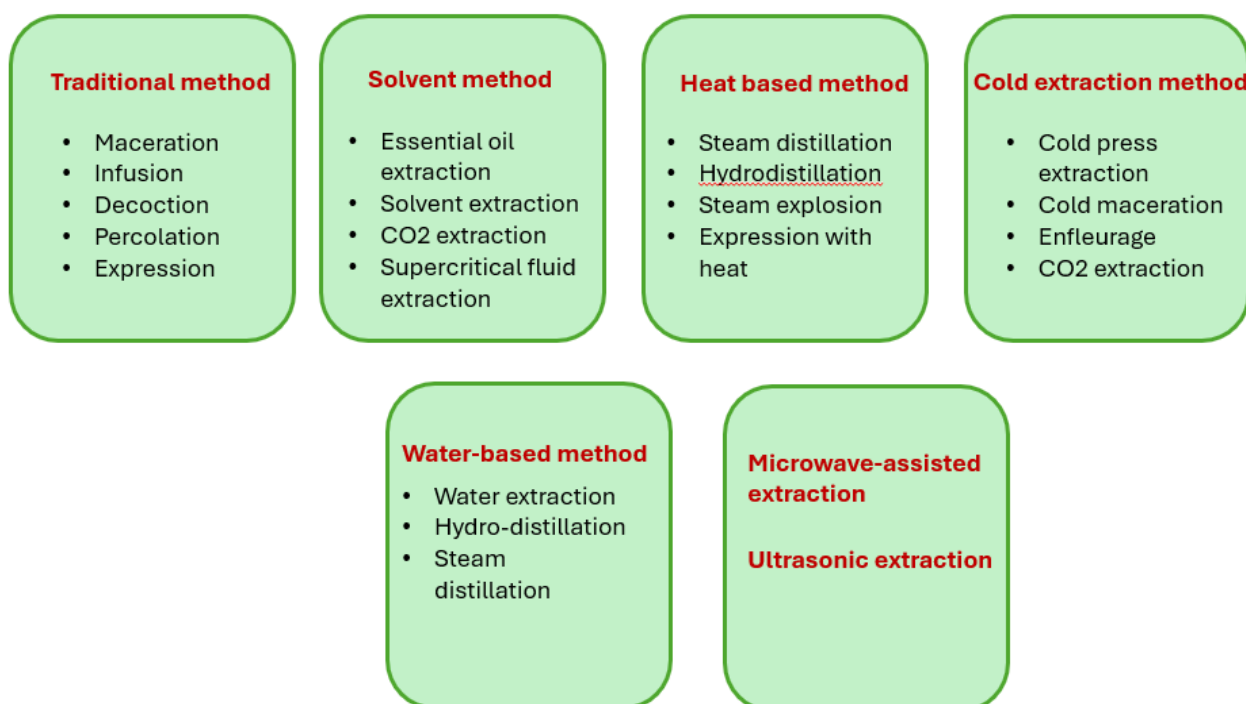 Traditional method
• Maceration
• Infusion
• Decoction
• Percolation
• Expression
Solvent method
• Essential oil
extraction
• Solvent extraction
• CO2 extraction
• Supercritical fluid
extraction
Heat based method
• Steam distillation
• Hydrodistillation
• Steam explosion
• Expression with
heat
Cold extraction method
• Cold press
extraction
• Cold maceration
• Enfleurage
• CO2 extraction
Water-based method
• Water extraction
• Hydro-distillation
• Steam
distillation
Microwave-assisted
extraction
Ultrasonic extraction